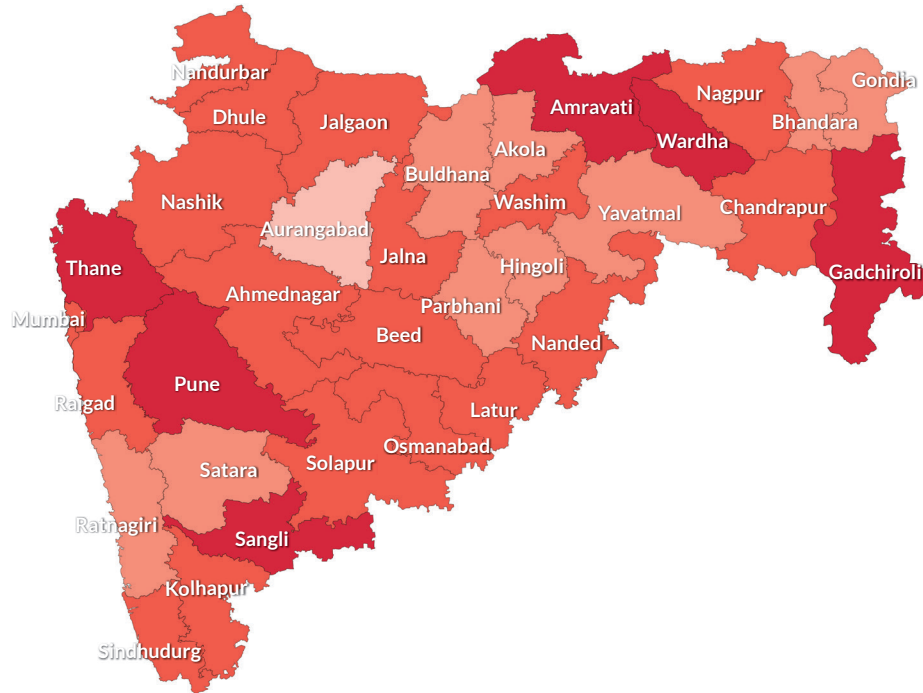 Nandurbar
Gondia
Nagpur
Amravati
Dhule
Jalgaon
Bhandara
Wardha
Akola
Buldhana
Nashik
Washim
Chandrapur
Yavatmal
Aurangabad
Jalna
Hingoli
Thane
Gadchiroli
Ahmednagar
Parbhani
Mumbai
Beed
Nanded
Pune
Raigad
Latur
Osmanabad
Satara
Solapur
Ratnagiri
Sangli
Kolhapur
Sindhudurg